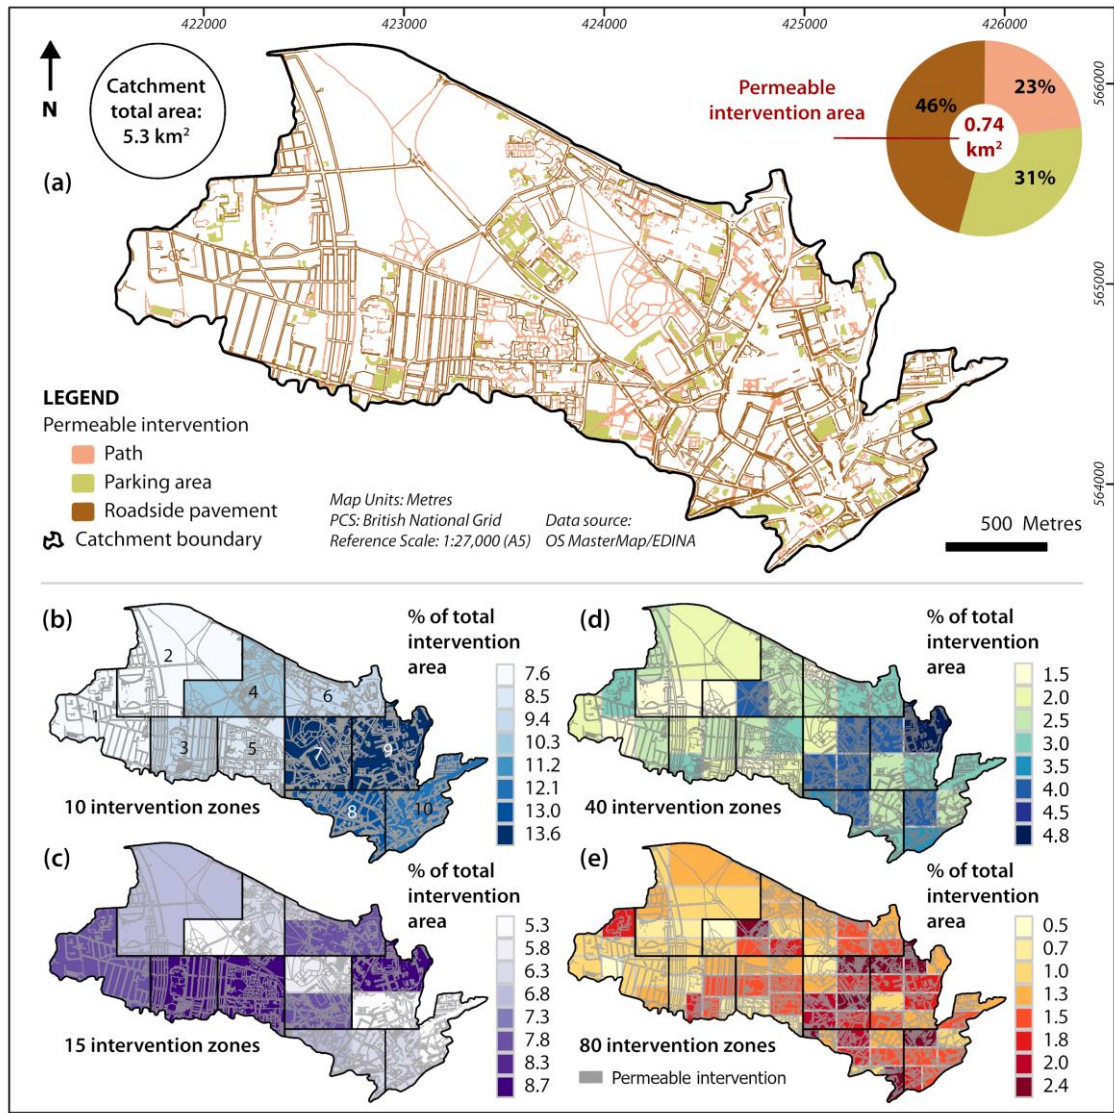 422000
423000
424000
425000
426000
N
Catchment
total area:
5.3 km²
(a)
Permeable
intervention area
46%
23%
0.74
km²
31%
566000
565000
564000
LEGEND
Permeable intervention
Path
Parking area
Roadside pavement
Catchment boundary
Map Units: Metres
PCS: British National Grid
Reference Scale: 1:27,000 (A5)
Data source:
OS MasterMap/EDINA
500 Metres
(b)
% of total
intervention
area
7.6
8.5
9.4
10.3
11.2
12.1
13.0
13.6
1
2
3
4
5
6
7
8
9
10
10 intervention zones
(d)
% of total
intervention
area
1.5
2.0
2.5
3.0
3.5
4.0
4.5
4.8
40 intervention zones
(c)
% of total
intervention
area
5.3
5.8
6.3
6.8
7.3
7.8
8.3
8.7
15 intervention zones
(e)
% of total
intervention
area
0.5
0.7
1.0
1.3
1.5
1.8
2.0
2.4
80 intervention zones
Permeable intervention